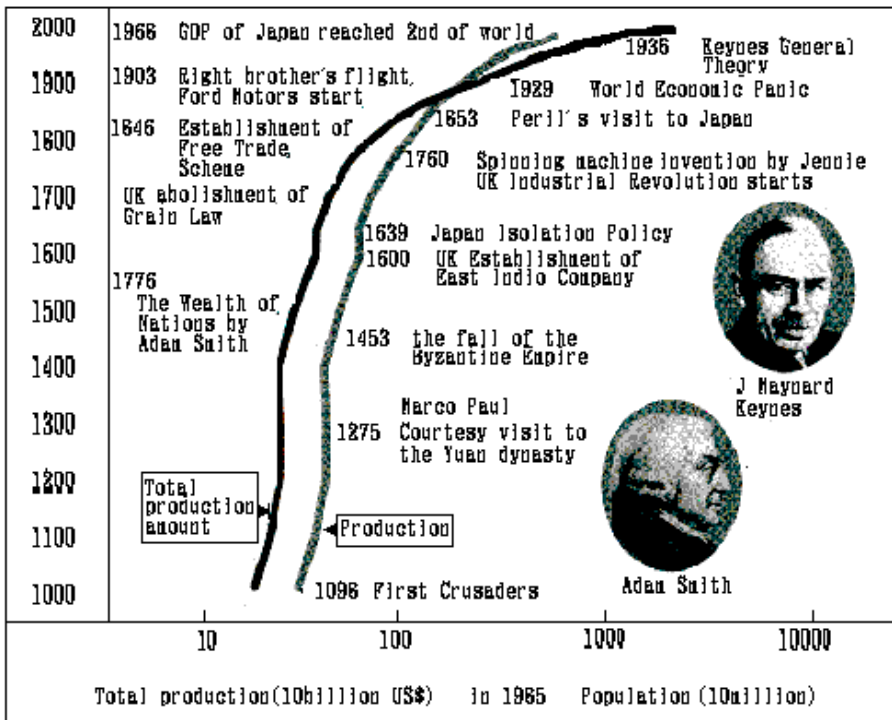 2000
1966 GDP of Japan reached 2nd of world
1936 Keynes General
Theory
1900
1903 Right brother's flight,
Ford Motors start
1929 World Economic Panic
1646 Establishment of
Free Trade
Scheme
1653 Peril's visit to Japan
1800
1760 Spinning machine invention by Jennie
UK Industrial Revolution starts
1700
UK abolishment of
Grain Law
1639 Japan Isolation Policy
1600
1600 UK Establishment of
East Indio Company
1776
The Wealth of
Nations by
Adam Smith
1500
1453 the fall of the
Byzantine Empire
1400
J Maynard
Keynes
1300
Marco Paul
1275 Courtesy visit to
the Yuan dynasty
1200
Total
production
amount
Production
1100
Adan Smith
1000
1096 First Crusaders
10 100 1000 10000
Total production(10billion US$) in 1965 Population (10million)